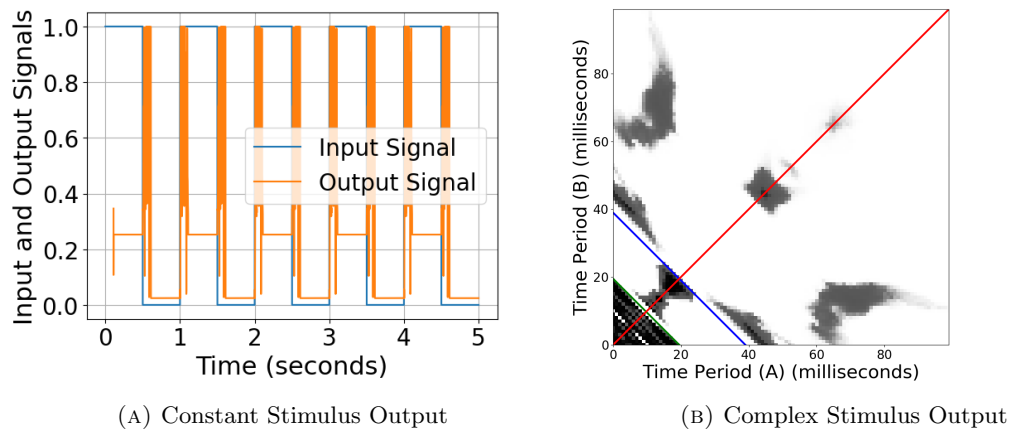 Input and Output Signals
1.0
0.8
0.6
0.4
0.2
0.0
Input Signal
Output Signal
0 1 2 3 4 5
Time (seconds)
(A) Constant Stimulus Output
Time Period (B) (milliseconds)
80
60
40
20
0
0 20 40 60 80
Time Period (A) (milliseconds)
(B) Complex Stimulus Output